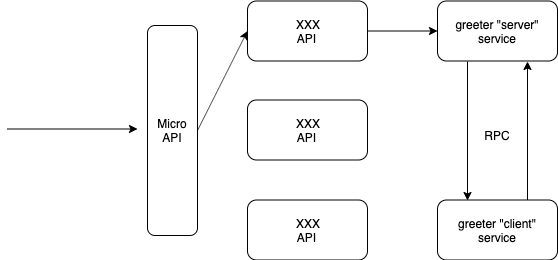 XXX
API
greeter "server"
service
Micro
API
XXX
API
RPC
XXX
API
greeter "client"
service